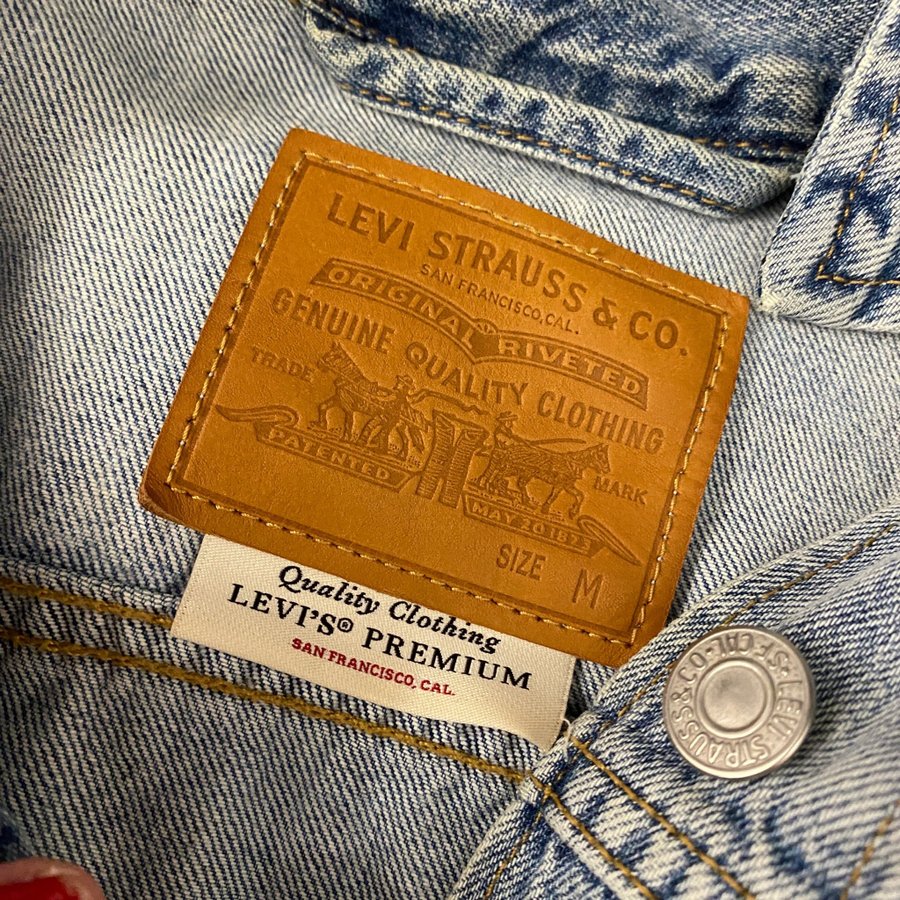 LEVI STRAUSS & CO.
SAN FRANCISCO, CAL.
ORIGINAL RIVETED
GENUINE QUALITY CLOTHING
TRADE MARK
PATENTED MAY 20 1873
SIZE M
Quality Clothing
LEVI'S® PREMIUM
SAN FRANCISCO, CAL.
LEVI STRAUSS & CO. S.F. CAL.